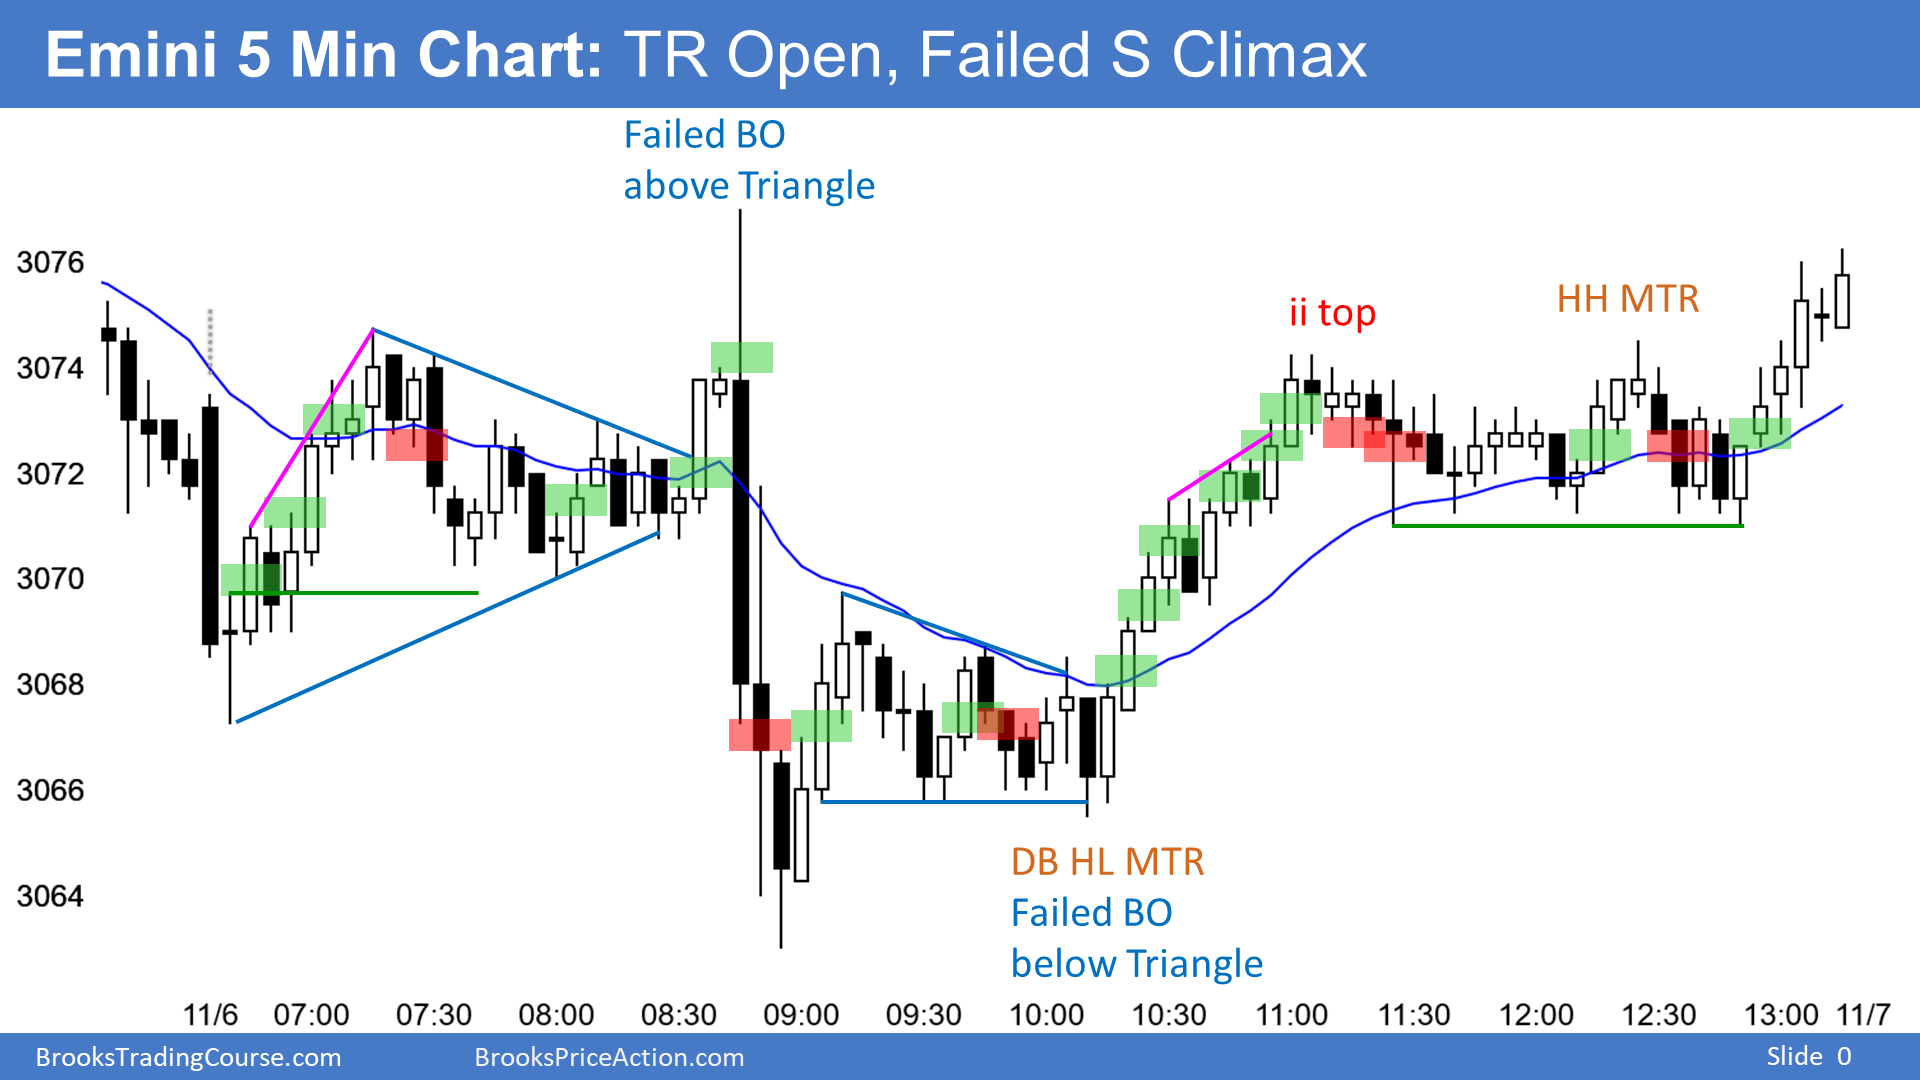 Emini 5 Min Chart: TR Open, Failed S Climax
Failed BO
above Triangle
3076
ii top
HH MTR
3074
3072
3070
3068
3066
DB HL MTR
3064
Failed BO
below Triangle
11/6 07:00 07:30 08:00 08:30 09:00 09:30 10:00 10:30 11:00 11:30 12:00 12:30 13:00 11/7
BrooksTradingCourse.com BrooksPriceAction.com Slide 0